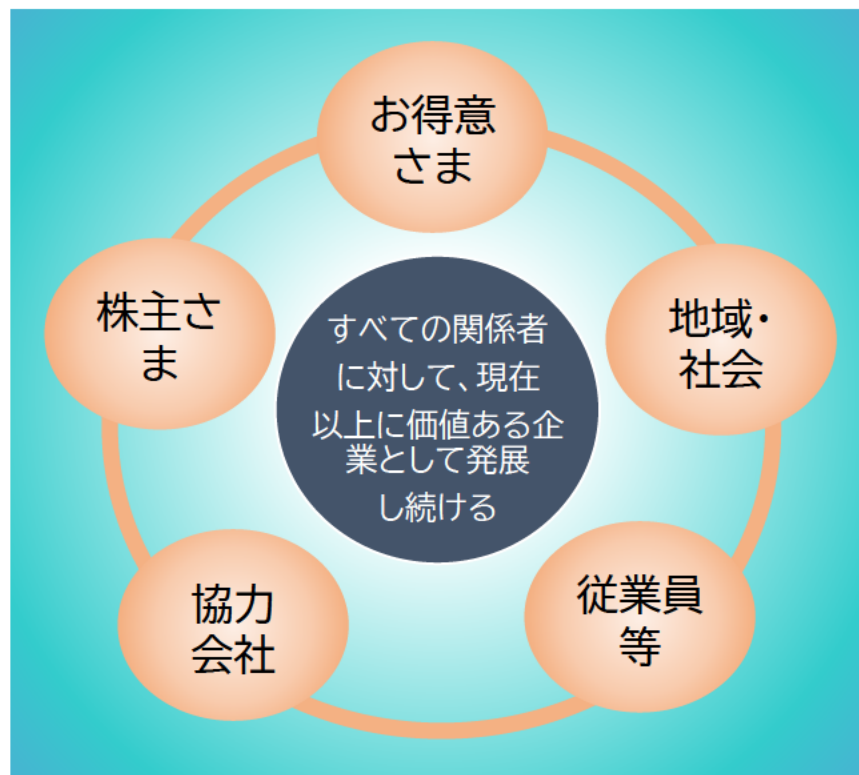 お得意
さま
株主さ
ま
地域・
社会
すべての関係者
に対して、現在
以上に価値ある企
業として発展
し続ける
協力
会社
従業員
等